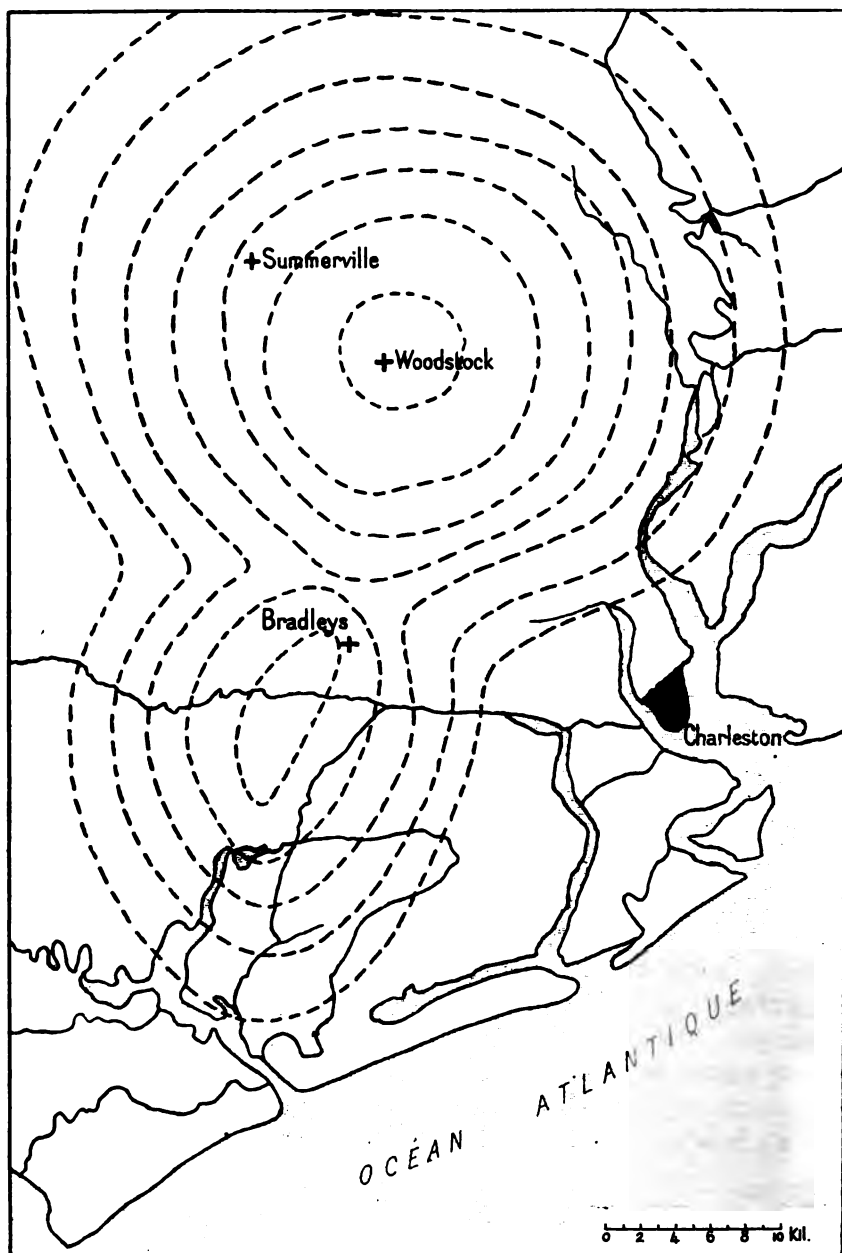 Summerville
Woodstock
Bradleys
Charleston
OCÉAN ATLANTIQUE
0 2 4 6 8 10 Kil.